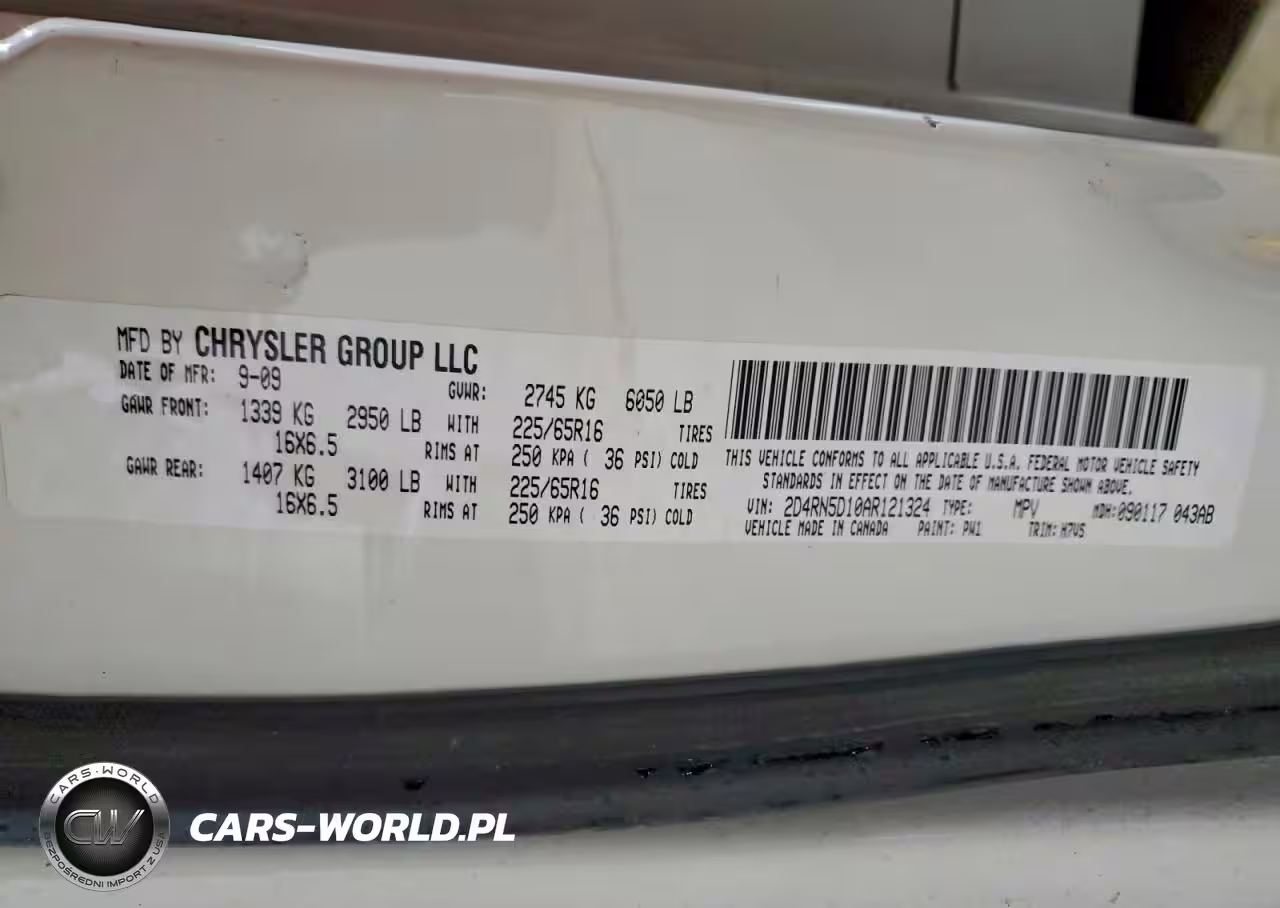 MFD BY CHRYSLER GROUP LLC
DATE OF MFR: 9-09 GVWR: 2745 KG 6050 LB
GAWR FRONT: 1339 KG 2950 LB WITH 225/65R16 TIRES
16X6.5 RIMS AT 250 KPA ( 36 PSI) COLD
GAWR REAR: 1407 KG 3100 LB WITH 225/65R16 TIRES
16X6.5 RIMS AT 250 KPA ( 36 PSI) COLD
THIS VEHICLE CONFORMS TO ALL APPLICABLE U.S.A. FEDERAL MOTOR VEHICLE SAFETY
STANDARDS IN EFFECT ON THE DATE OF MANUFACTURE SHOWN ABOVE.
VIN: 2D4RN5D10AR121324 TYPE: MPV MDH:090117 043AB
VEHICLE MADE IN CANADA PAINT: PW1 TRIM: H7V5
CARS-WORLD
CW
BEZPOŚREDNI IMPORT Z USA
CARS-WORLD.PL